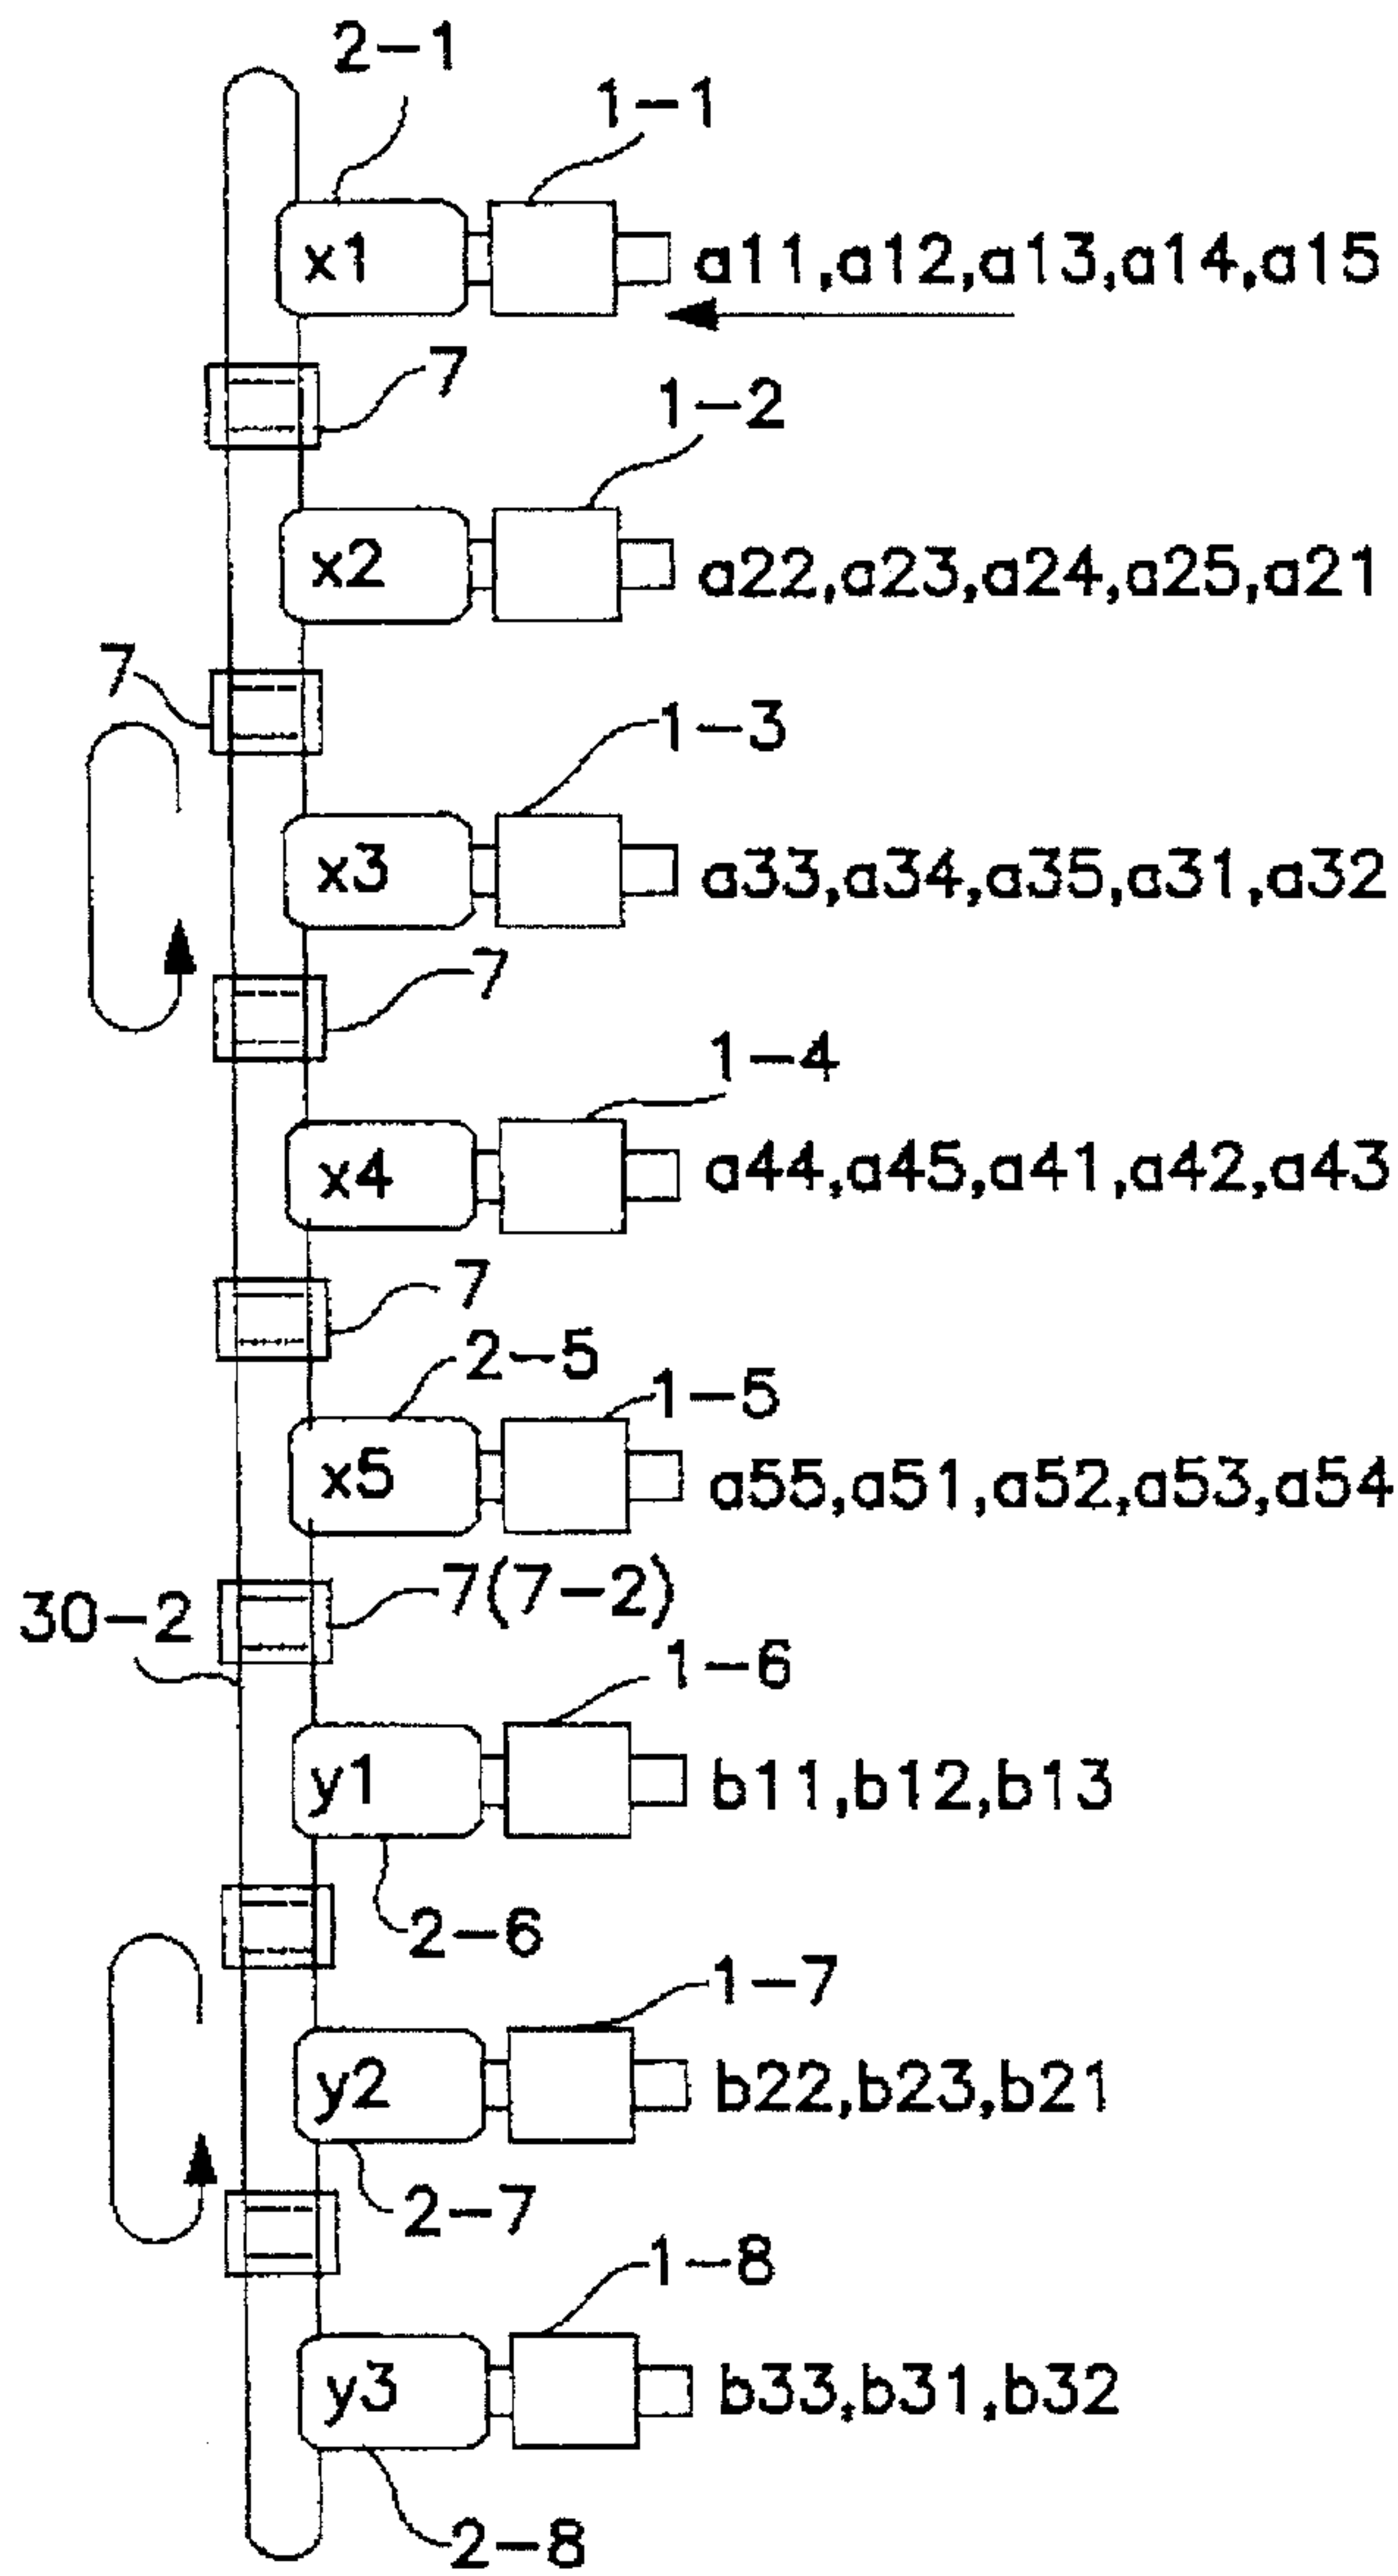 2-1
1-1
x1
a11,a12,a13,a14,a15
7
1-2
x2
a22,a23,a24,a25,a21
7
1-3
x3
a33,a34,a35,a31,a32
7
1-4
x4
a44,a45,a41,a42,a43
7
2-5
1-5
x5
a55,a51,a52,a53,a54
7(7-2)
30-2
1-6
y1
b11,b12,b13
2-6
1-7
y2
b22,b23,b21
2-7
1-8
y3
b33,b31,b32
2-8